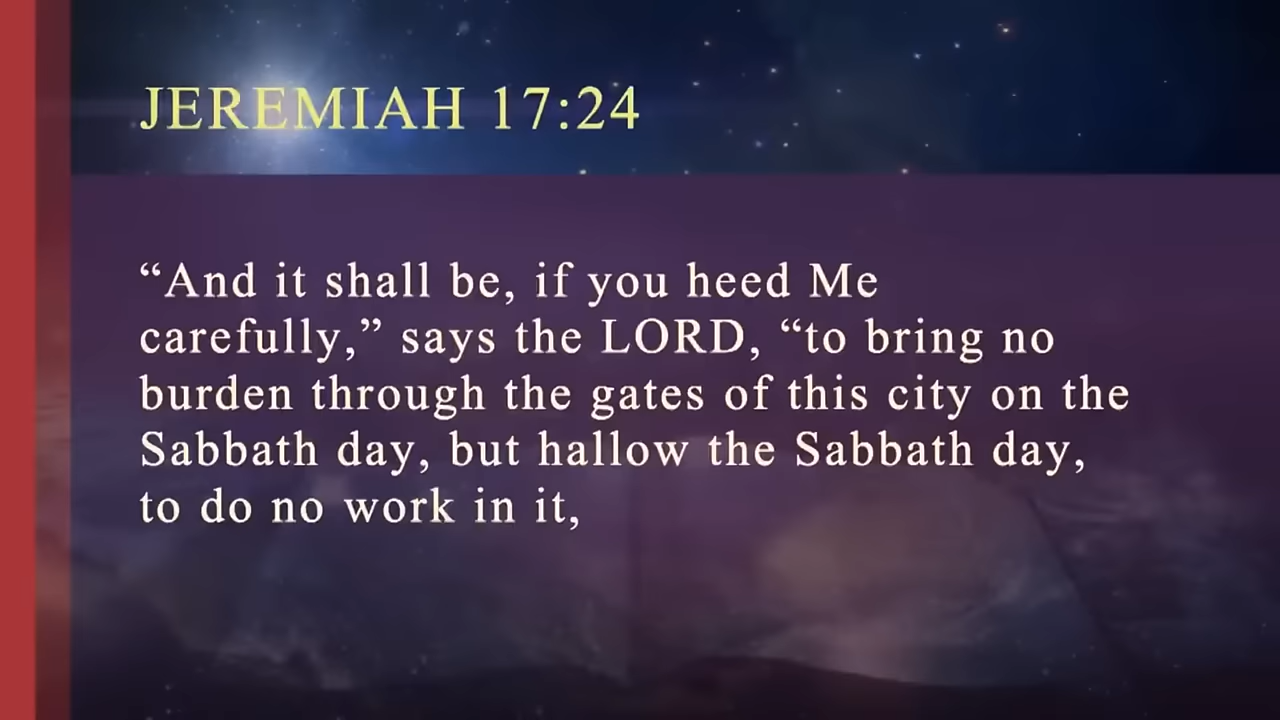 JEREMIAH 17:24
“And it shall be, if you heed Me
carefully,” says the LORD, “to bring no
burden through the gates of this city on the
Sabbath day, but hallow the Sabbath day,
to do no work in it,